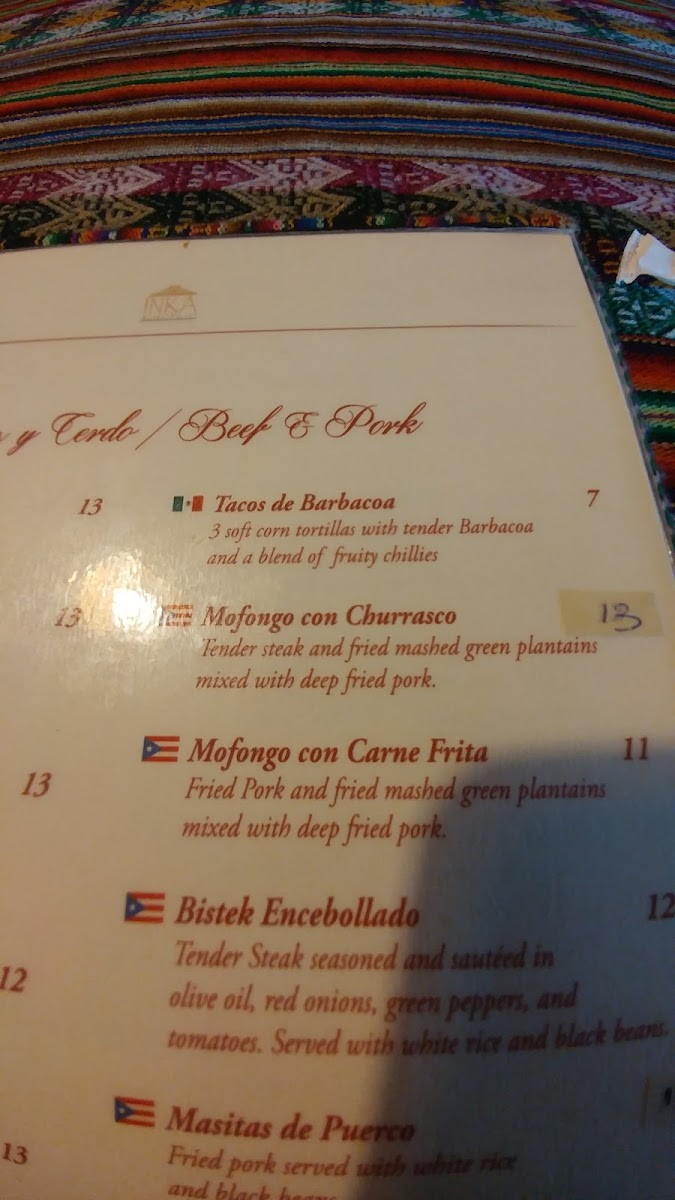 INKA
y Cerdo / Beef & Pork
13
Tacos de Barbacoa 7
3 soft corn tortillas with tender Barbacoa
and a blend of fruity chillies
13
Mofongo con Churrasco 13
Tender steak and fried mashed green plantains
mixed with deep fried pork.
13
Mofongo con Carne Frita 11
Fried Pork and fried mashed green plantains
mixed with deep fried pork.
12
Bistek Encebollado 12
Tender Steak seasoned and sautéed in
olive oil, red onions, green peppers, and
tomatoes. Served with white rice and black beans.
13
Masitas de Puerco
Fried pork served with white rice
and black beans